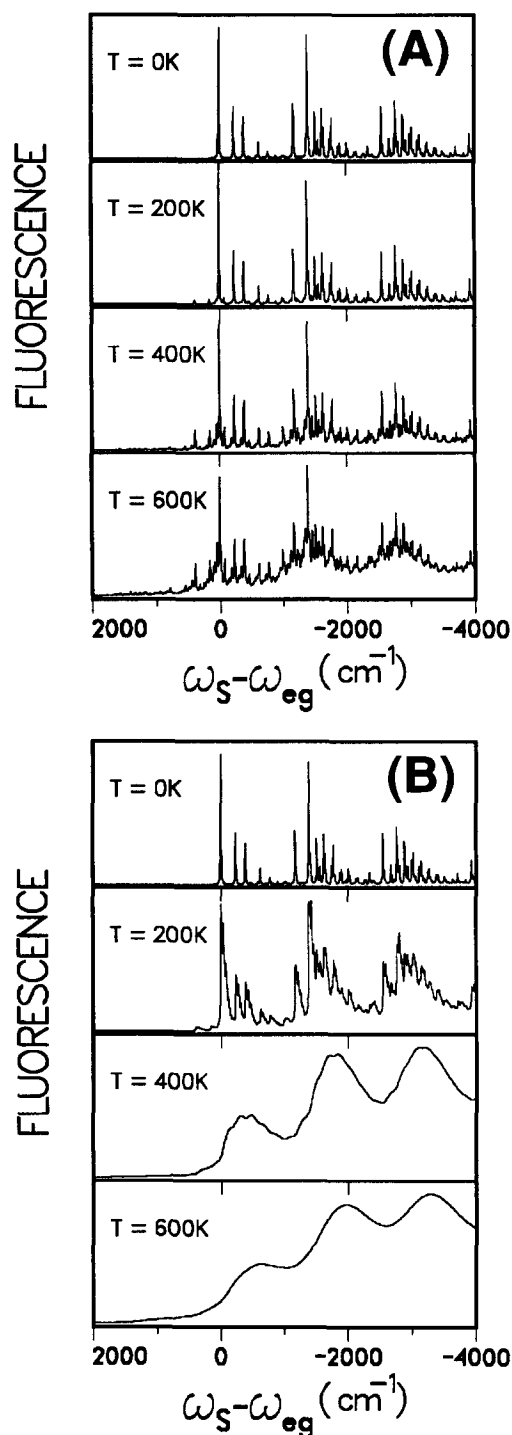 (A)
T = 0K
T = 200K
T = 400K
T = 600K
FLUORESCENCE
2000 0 -2000 -4000
ωS-ωeg (cm-1)
(B)
T = 0K
T = 200K
T = 400K
T = 600K
FLUORESCENCE
2000 0 -2000 -4000
ωS-ωeg (cm-1)